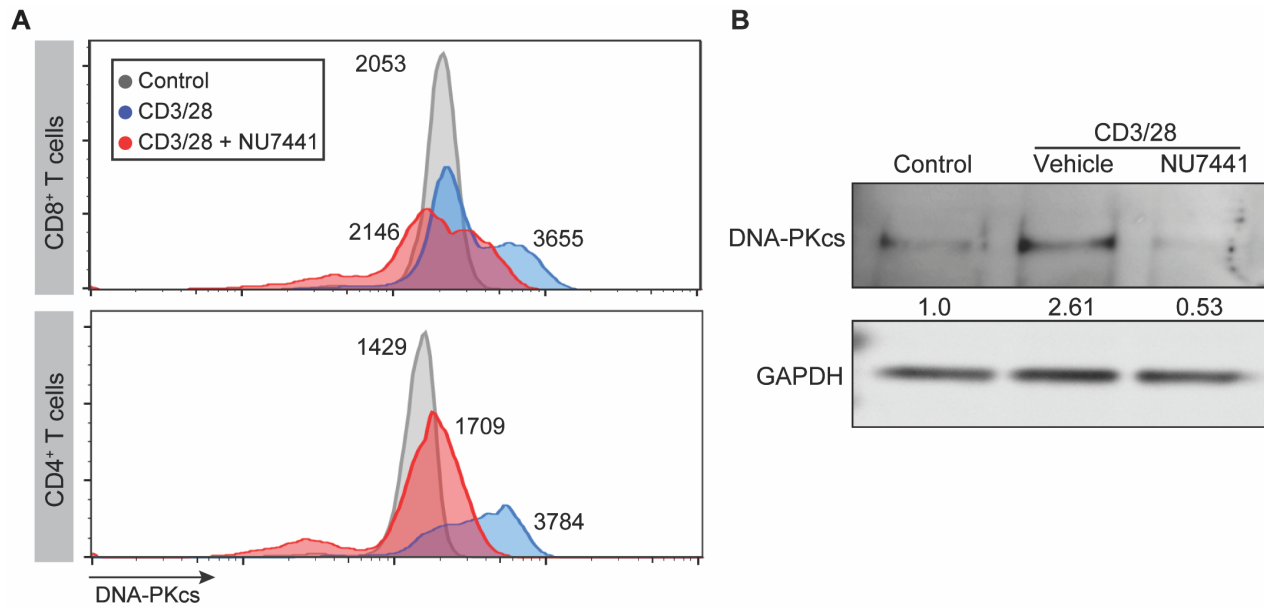 A
CD8⁺ T cells
Control
CD3/28
CD3/28 + NU7441
2053
2146
3655
CD4⁺ T cells
1429
1709
3784
DNA-PKcs
B
CD3/28
Control Vehicle NU7441
DNA-PKcs
1.0 2.61 0.53
GAPDH